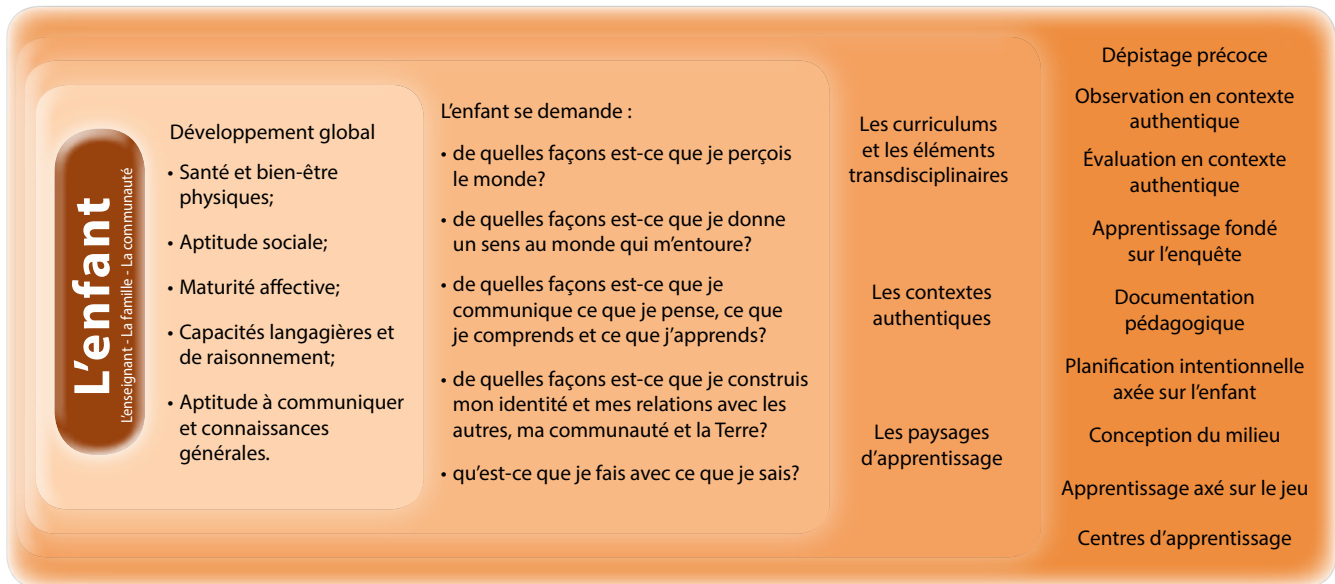 L'enfant
L'enseignant - La famille - La communauté
Développement global
• Santé et bien-être
physiques;
• Aptitude sociale;
• Maturité affective;
• Capacités langagières et
de raisonnement;
• Aptitude à communiquer
et connaissances
générales.
L'enfant se demande :
• de quelles façons est-ce que je perçois
le monde?
• de quelles façons est-ce que je donne
un sens au monde qui m'entoure?
• de quelles façons est-ce que je
communique ce que je pense, ce que
je comprends et ce que j'apprends?
• de quelles façons est-ce que je construis
mon identité et mes relations avec les
autres, ma communauté et la Terre?
• qu'est-ce que je fais avec ce que je sais?
Les curriculums
et les éléments
transdisciplinaires
Les contextes
authentiques
Les paysages
d'apprentissage
Dépistage précoce
Observation en contexte
authentique
Évaluation en contexte
authentique
Apprentissage fondé
sur l'enquête
Documentation
pédagogique
Planification intentionnelle
axée sur l'enfant
Conception du milieu
Apprentissage axé sur le jeu
Centres d'apprentissage